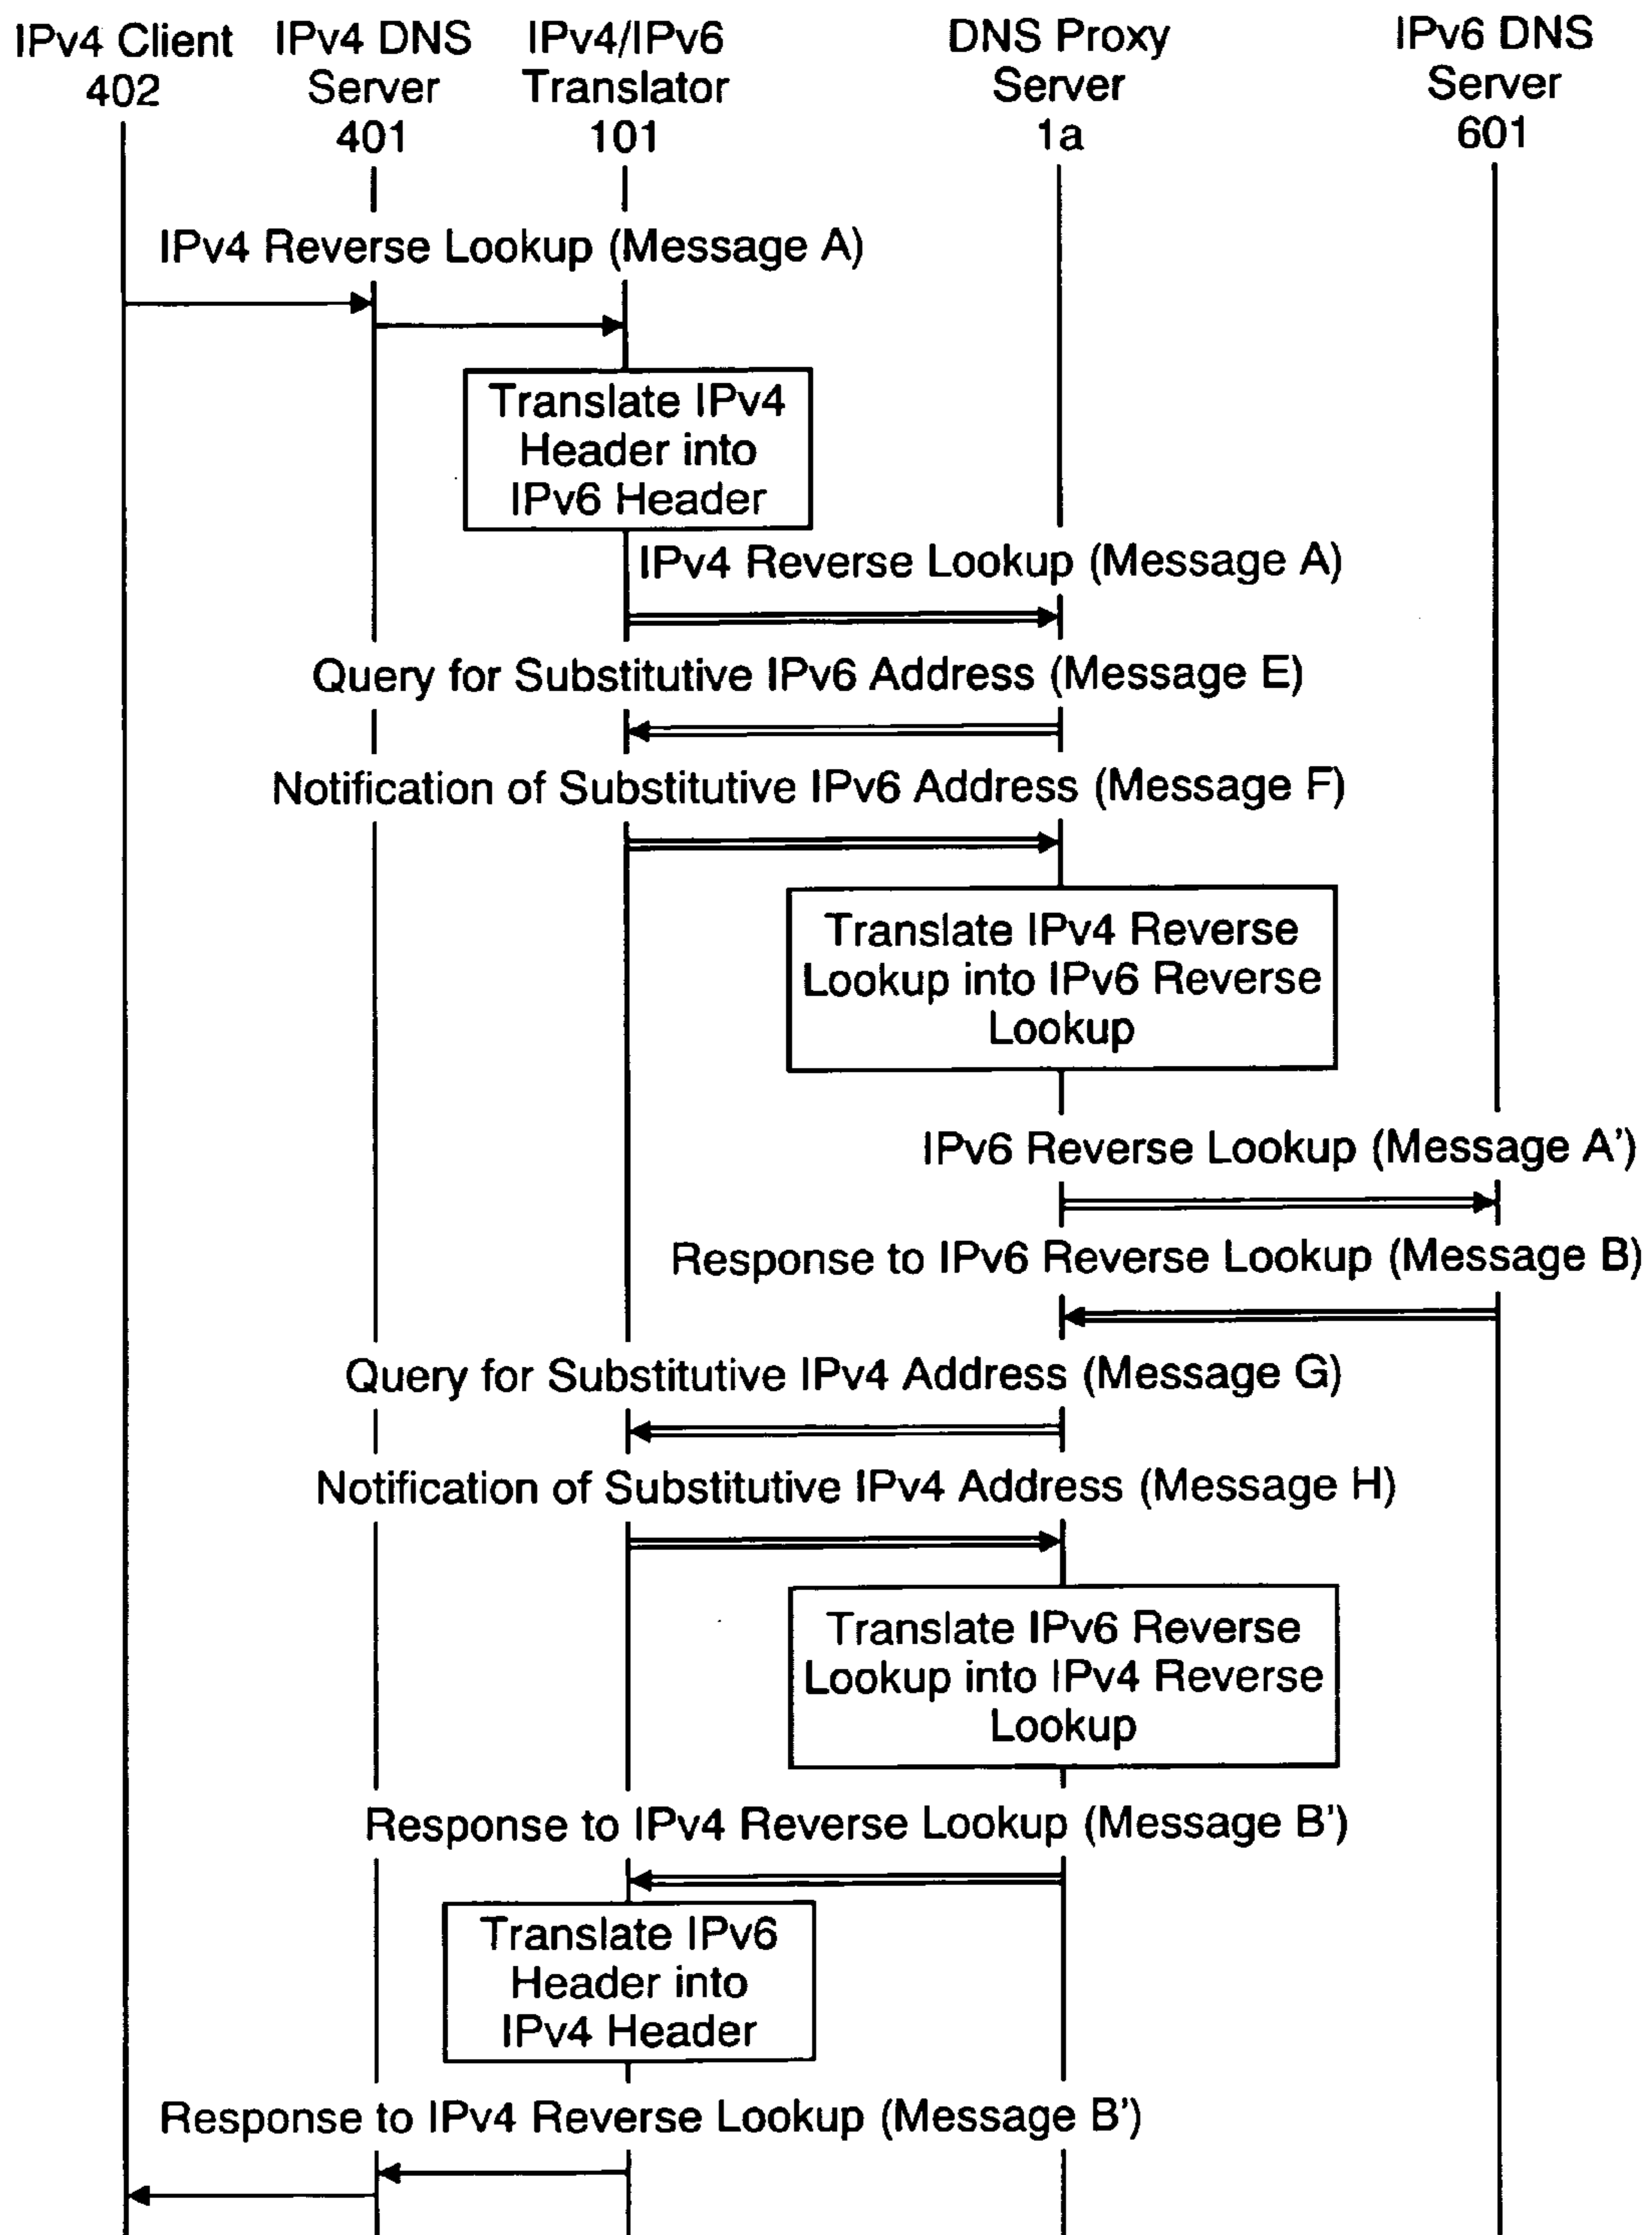 IPv4 Client
402
IPv4 DNS
Server
401
IPv4/IPv6
Translator
101
DNS Proxy
Server
1a
IPv6 DNS
Server
601
IPv4 Reverse Lookup (Message A)
Translate IPv4
Header into
IPv6 Header
IPv4 Reverse Lookup (Message A)
Query for Substitutive IPv6 Address (Message E)
Notification of Substitutive IPv6 Address (Message F)
Translate IPv4 Reverse
Lookup into IPv6 Reverse
Lookup
IPv6 Reverse Lookup (Message A')
Response to IPv6 Reverse Lookup (Message B)
Query for Substitutive IPv4 Address (Message G)
Notification of Substitutive IPv4 Address (Message H)
Translate IPv6 Reverse
Lookup into IPv4 Reverse
Lookup
Response to IPv4 Reverse Lookup (Message B')
Translate IPv6
Header into
IPv4 Header
Response to IPv4 Reverse Lookup (Message B')